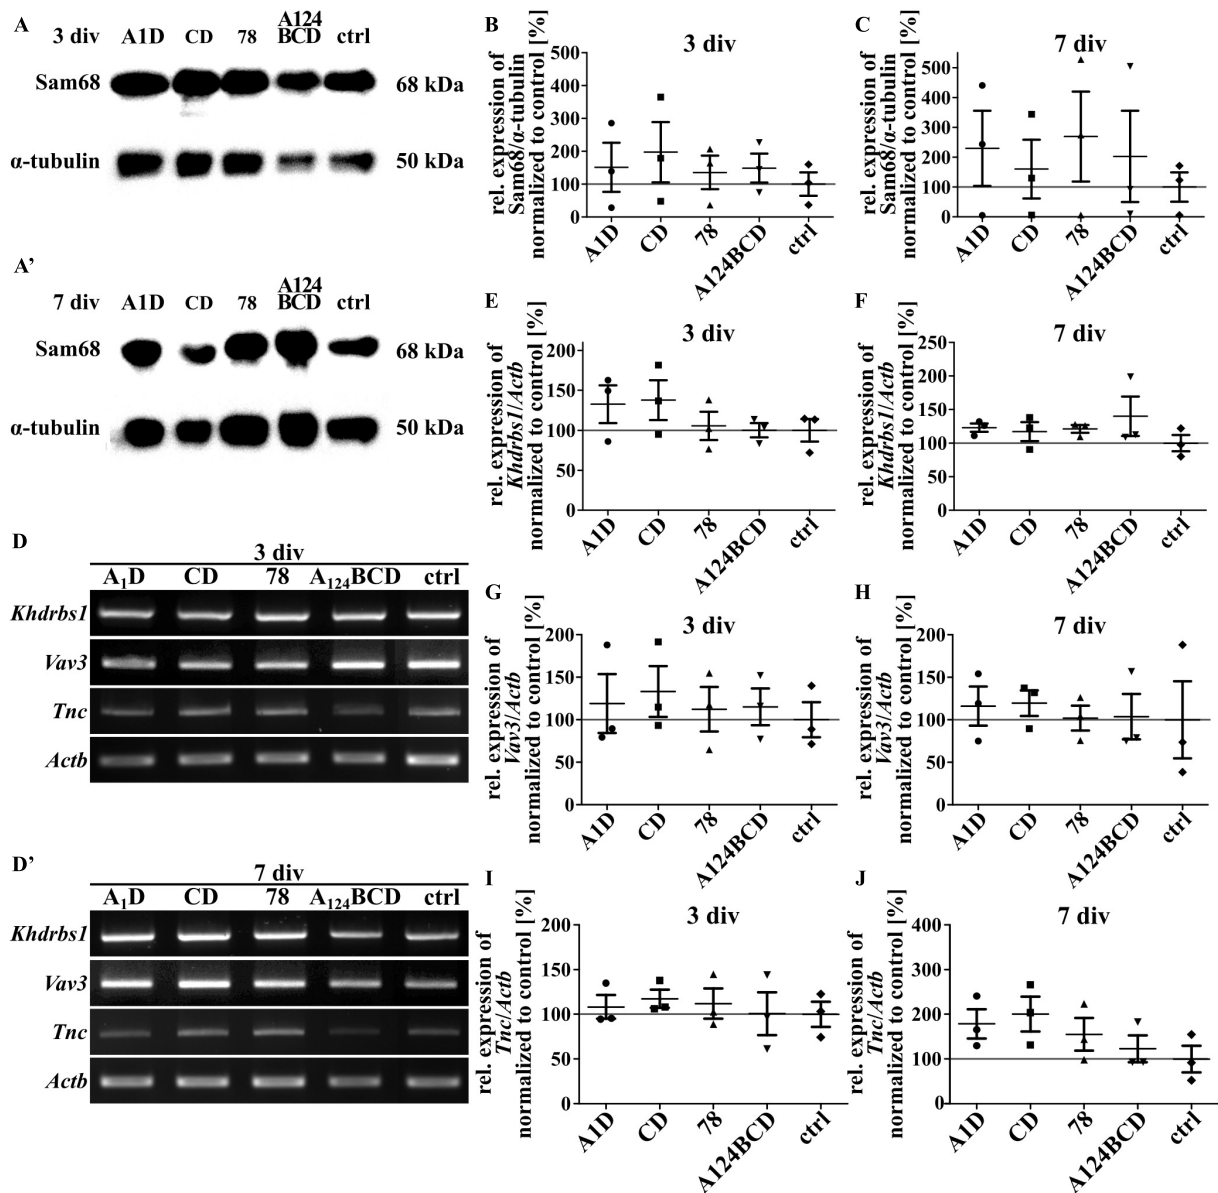 A
3 div A1D CD 78 A124 BCD ctrl
Sam68 68 kDa
α-tubulin 50 kDa
A'
7 div A1D CD 78 A124 BCD ctrl
Sam68 68 kDa
α-tubulin 50 kDa
B
3 div
rel. expression of
Sam68/α-tubulin
normalized to control [%]
500
400
300
200
100
0
A1D CD 78 A124BCD ctrl
C
7 div
rel. expression of
Sam68/α-tubulin
normalized to control [%]
500
400
300
200
100
0
A1D CD 78 A124BCD ctrl
D
3 div
A₁D CD 78 A₁₂₄BCD ctrl
Khdrbs1
Vav3
Tnc
Actb
D'
7 div
A₁D CD 78 A₁₂₄BCD ctrl
Khdrbs1
Vav3
Tnc
Actb
E
3 div
rel. expression of
Khdrbs1/Actb
normalized to control [%]
200
150
100
50
0
A1D CD 78 A124BCD ctrl
F
7 div
rel. expression of
Khdrbs1/Actb
normalized to control [%]
250
200
150
100
50
0
A1D CD 78 A124BCD ctrl
G
3 div
rel. expression of
Vav3/Actb
normalized to control [%]
200
150
100
50
0
A1D CD 78 A124BCD ctrl
H
7 div
rel. expression of
Vav3/Actb
normalized to control [%]
200
150
100
50
0
A1D CD 78 A124BCD ctrl
I
3 div
rel. expression of
Tnc/Actb
normalized to control [%]
200
150
100
50
0
A1D CD 78 A124BCD ctrl
J
7 div
rel. expression of
Tnc/Actb
normalized to control [%]
400
300
200
100
0
A1D CD 78 A124BCD ctrl